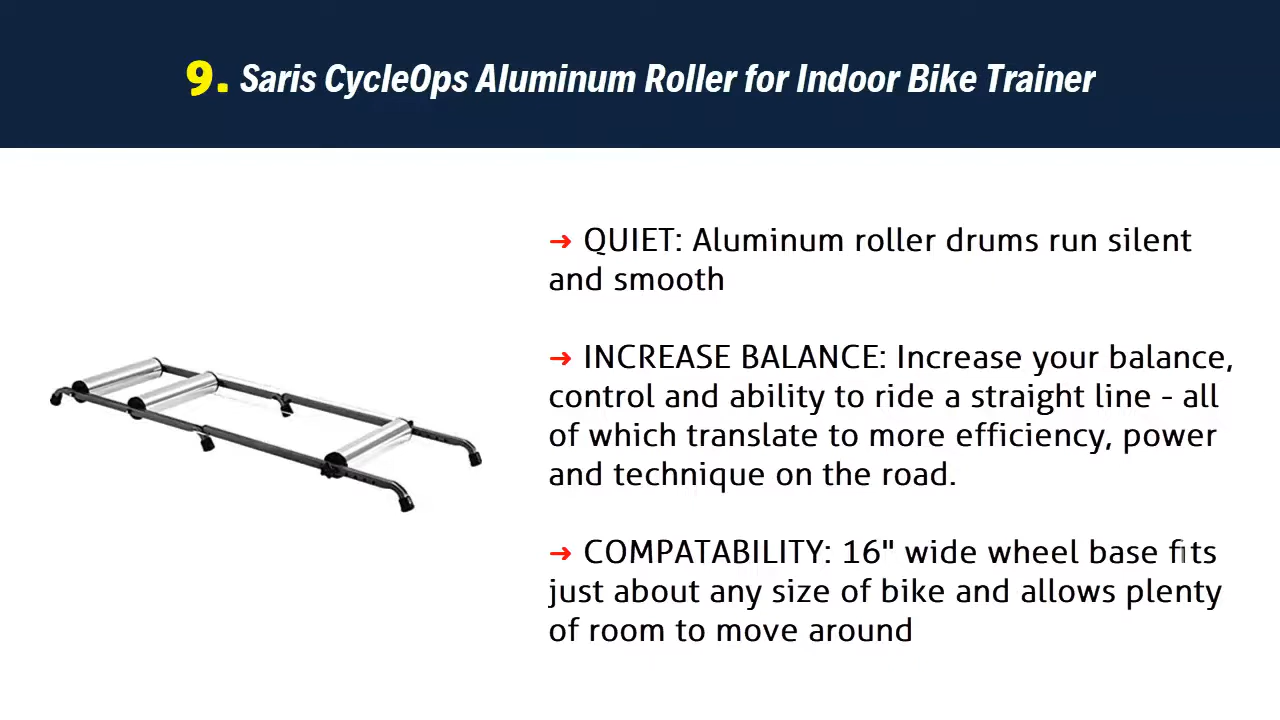 9. Saris CycleOps Aluminum Roller for Indoor Bike Trainer
→ QUIET: Aluminum roller drums run silent
and smooth
→ INCREASE BALANCE: Increase your balance,
control and ability to ride a straight line - all
of which translate to more efficiency, power
and technique on the road.
→ COMPATABILITY: 16" wide wheel base fits
just about any size of bike and allows plenty
of room to move around